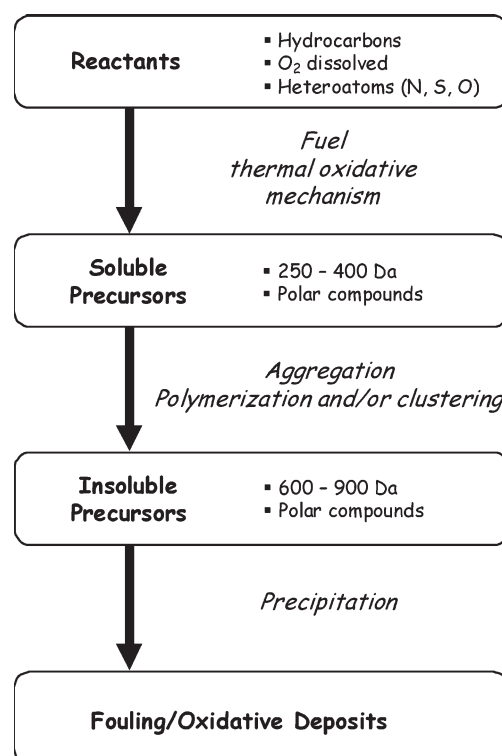 Reactants
▪ Hydrocarbons
▪ O₂ dissolved
▪ Heteroatoms (N, S, O)
Fuel
thermal oxidative
mechanism
Soluble
Precursors
▪ 250 – 400 Da
▪ Polar compounds
Aggregation
Polymerization and/or clustering
Insoluble
Precursors
▪ 600 – 900 Da
▪ Polar compounds
Precipitation
Fouling/Oxidative Deposits